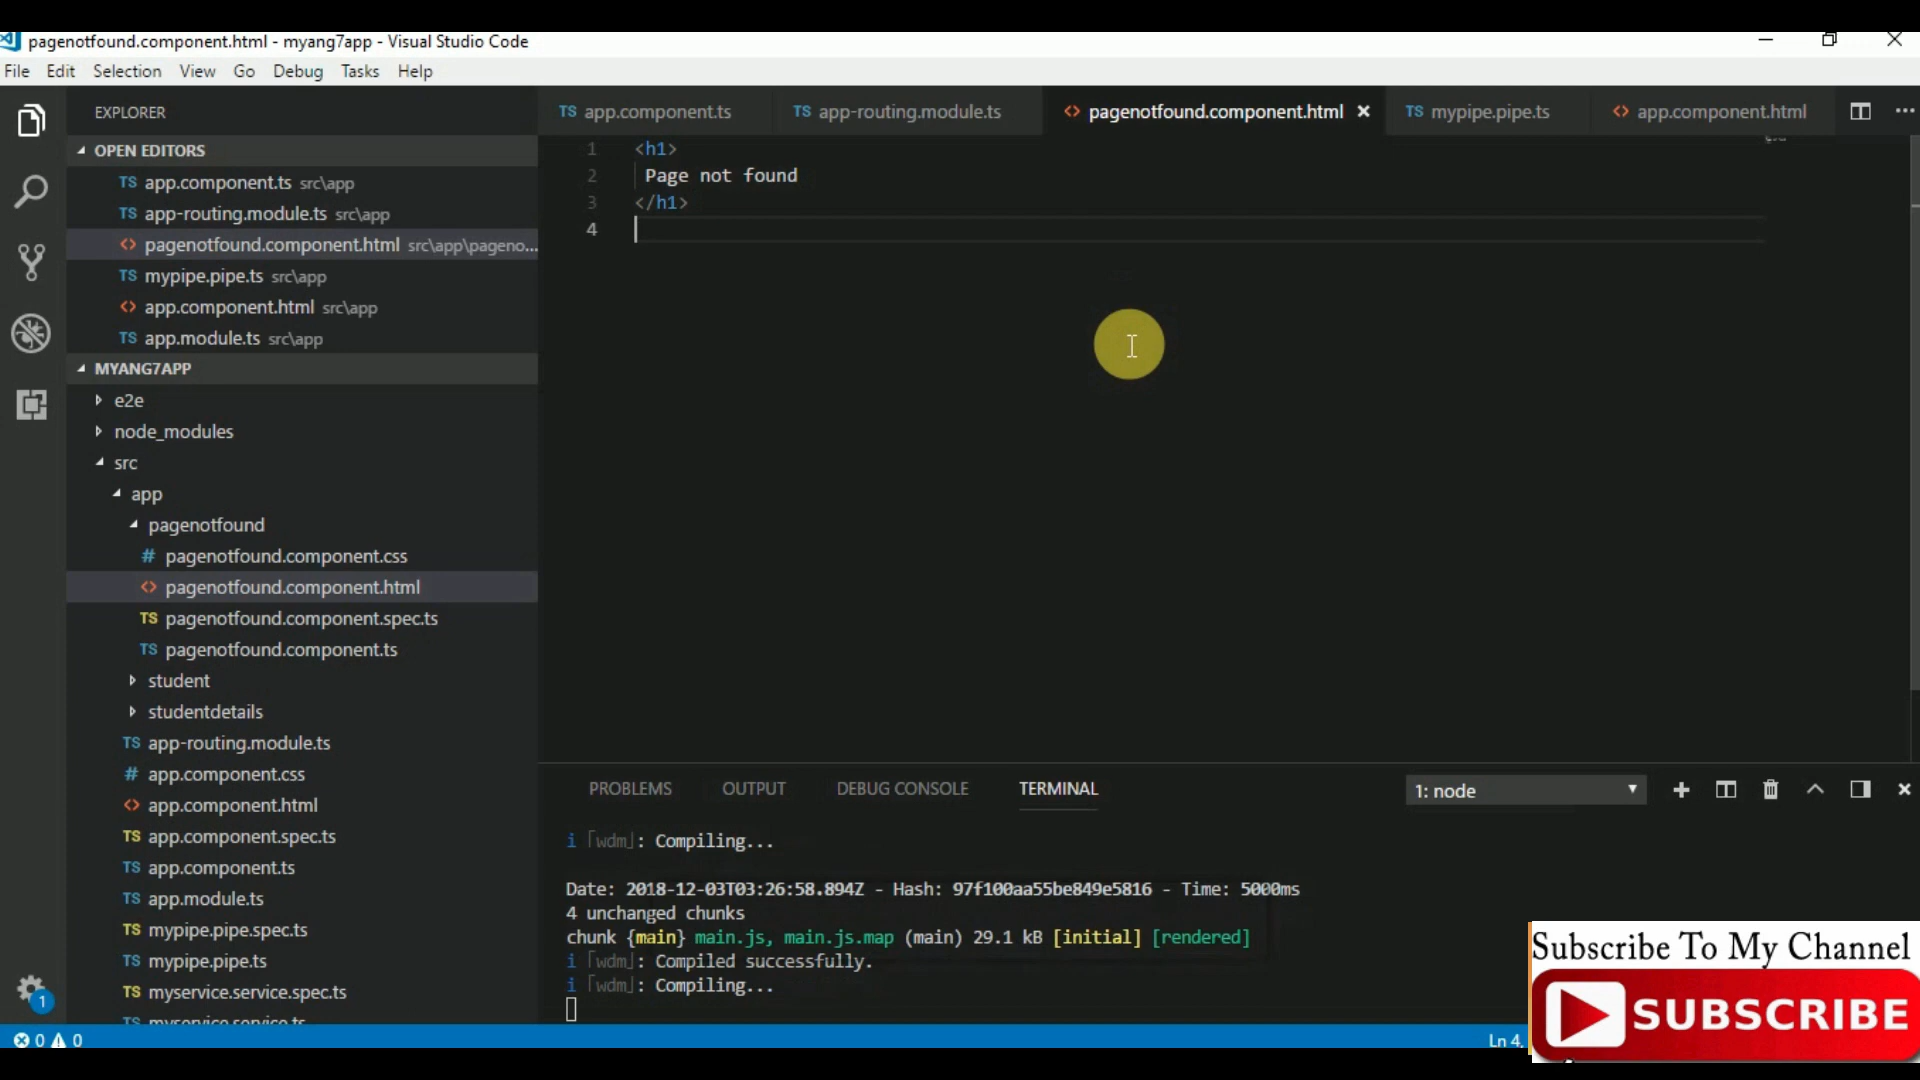 pagenotfound.component.html - myang7app - Visual Studio Code
File Edit Selection View Go Debug Tasks Help
EXPLORER
TS app.component.ts TS app-routing.module.ts <> pagenotfound.component.html × TS mypipe.pipe.ts <> app.component.html ...
OPEN EDITORS
TS app.component.ts src\app
TS app-routing.module.ts src\app
<> pagenotfound.component.html src\app\pageno...
TS mypipe.pipe.ts src\app
<> app.component.html src\app
TS app.module.ts src\app
MYANG7APP
e2e
node_modules
src
app
pagenotfound
# pagenotfound.component.css
<> pagenotfound.component.html
TS pagenotfound.component.spec.ts
TS pagenotfound.component.ts
student
studentdetails
TS app-routing.module.ts
# app.component.css
<> app.component.html
TS app.component.spec.ts
TS app.component.ts
TS app.module.ts
TS mypipe.pipe.spec.ts
TS mypipe.pipe.ts
TS myservice.service.spec.ts
TS myservice.service.ts
1 <h1>
2 Page not found
3 </h1>
4
PROBLEMS OUTPUT DEBUG CONSOLE TERMINAL 1: node
i ｢wdm｣: Compiling...
Date: 2018-12-03T03:26:58.894Z - Hash: 97f100aa55be849e5816 - Time: 5000ms
4 unchanged chunks
chunk {main} main.js, main.js.map (main) 29.1 kB [initial] [rendered]
i ｢wdm｣: Compiled successfully.
i ｢wdm｣: Compiling...
1
0 0
Ln 4,
Subscribe To My Channel
SUBSCRIBE